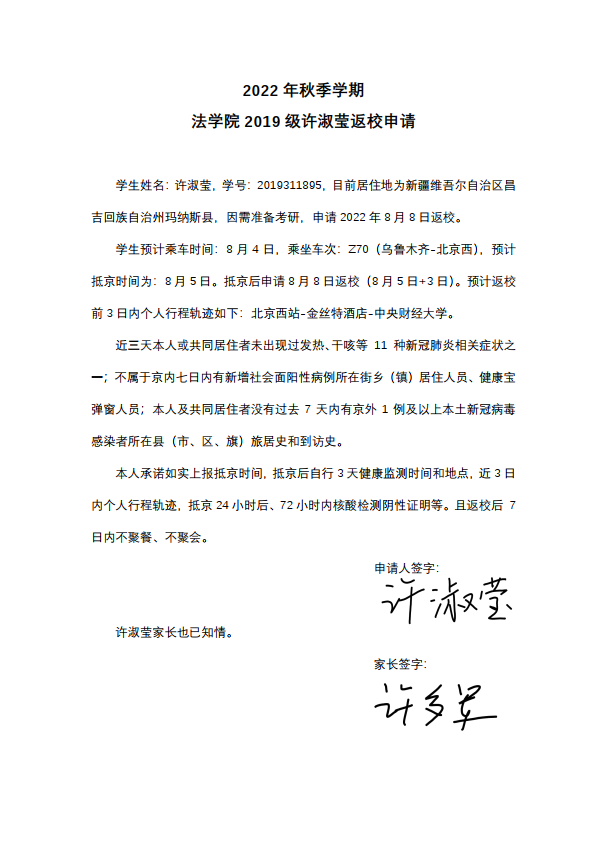 2022 年秋季学期
法学院 2019 级许淑莹返校申请
学生姓名：许淑莹，学号：2019311895，目前居住地为新疆维吾尔自治区昌
吉回族自治州玛纳斯县，因需准备考研，申请 2022 年 8 月 8 日返校。
学生预计乘车时间：8 月 4 日，乘坐车次：Z70（乌鲁木齐-北京西），预计
抵京时间为：8 月 5 日。抵京后申请 8 月 8 日返校（8 月 5 日+3 日）。预计返校
前 3 日内个人行程轨迹如下：北京西站-金丝特酒店-中央财经大学。
近三天本人或共同居住者未出现过发热、干咳等 11 种新冠肺炎相关症状之
一；不属于京内七日内有新增社会面阳性病例所在街乡（镇）居住人员、健康宝
弹窗人员；本人及共同居住者没有过去 7 天内有京外 1 例及以上本土新冠病毒
感染者所在县（市、区、旗）旅居史和到访史。
本人承诺如实上报抵京时间，抵京后自行 3 天健康监测时间和地点，近 3 日
内个人行程轨迹，抵京 24 小时后、72 小时内核酸检测阴性证明等。且返校后 7
日内不聚餐、不聚会。
申请人签字：
许淑莹
许淑莹家长也已知情。
家长签字：
许多